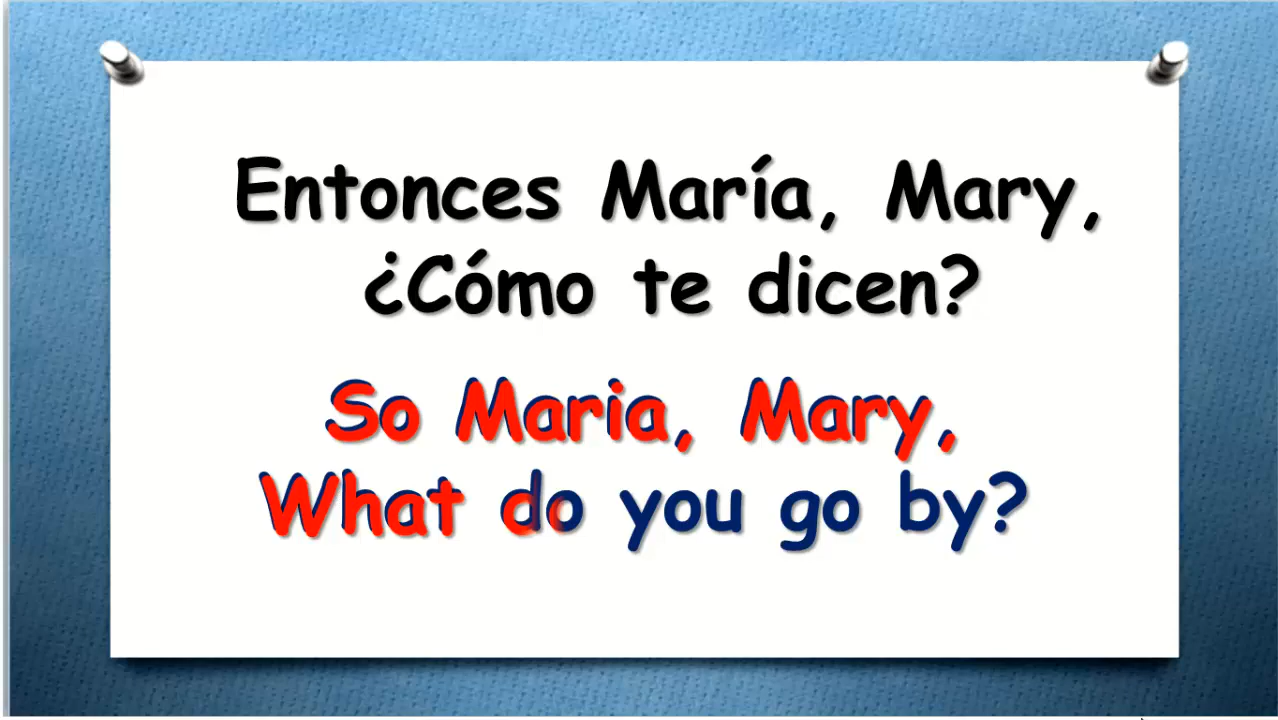 Entonces María, Mary,
¿Cómo te dicen?
So Maria, Mary,
What do you go by?